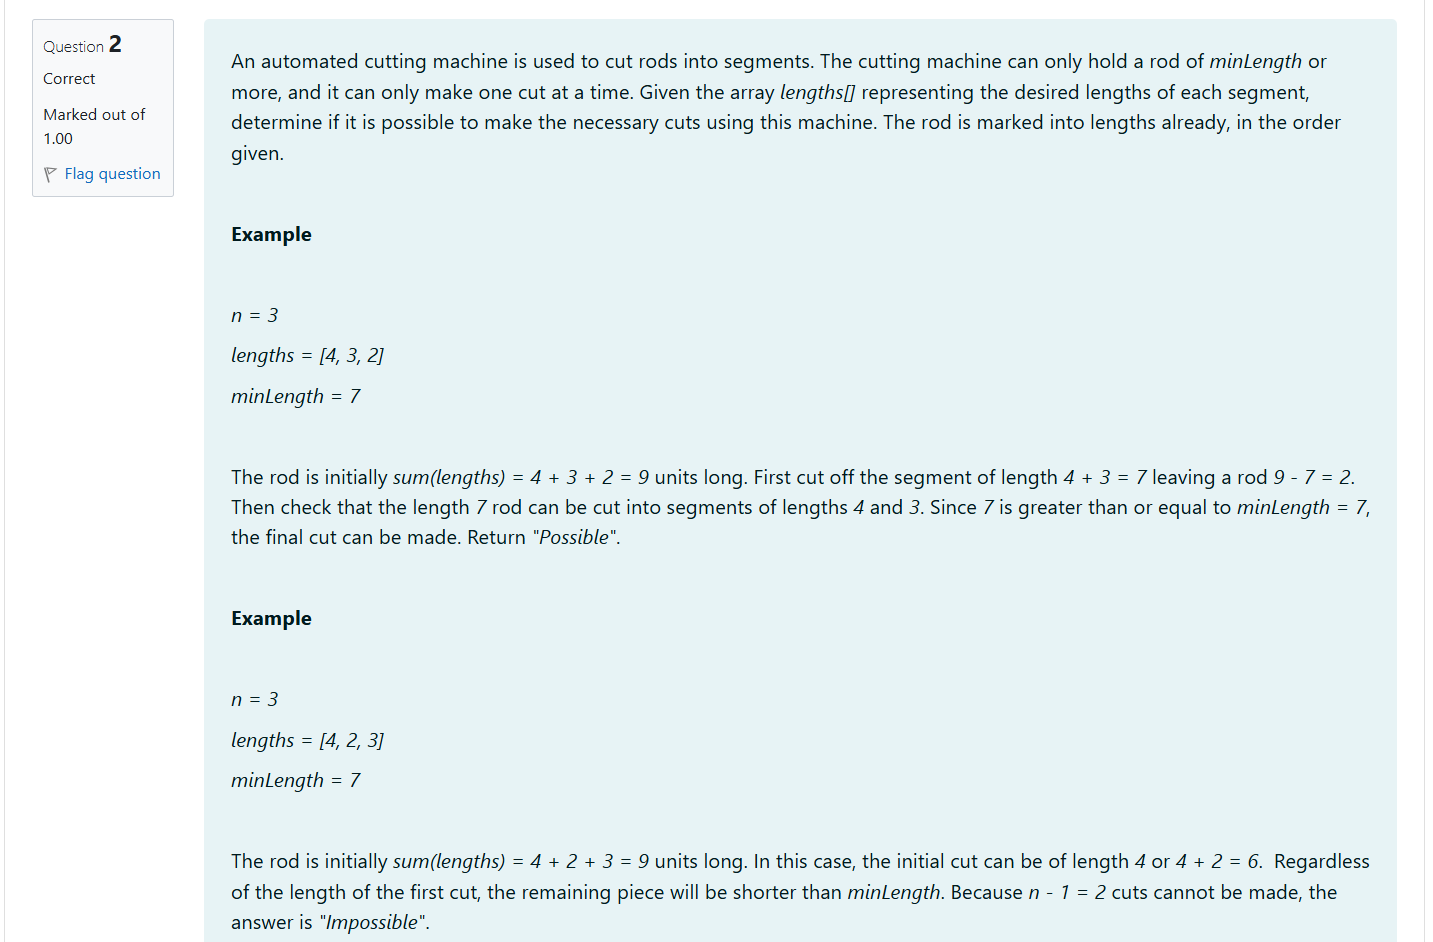 Question 2
Correct
Marked out of
1.00
Flag question
An automated cutting machine is used to cut rods into segments. The cutting machine can only hold a rod of minLength or
more, and it can only make one cut at a time. Given the array lengths[] representing the desired lengths of each segment,
determine if it is possible to make the necessary cuts using this machine. The rod is marked into lengths already, in the order
given.
Example
n = 3
lengths = [4, 3, 2]
minLength = 7
The rod is initially sum(lengths) = 4 + 3 + 2 = 9 units long. First cut off the segment of length 4 + 3 = 7 leaving a rod 9 - 7 = 2.
Then check that the length 7 rod can be cut into segments of lengths 4 and 3. Since 7 is greater than or equal to minLength = 7,
the final cut can be made. Return "Possible".
Example
n = 3
lengths = [4, 2, 3]
minLength = 7
The rod is initially sum(lengths) = 4 + 2 + 3 = 9 units long. In this case, the initial cut can be of length 4 or 4 + 2 = 6.  Regardless
of the length of the first cut, the remaining piece will be shorter than minLength. Because n - 1 = 2 cuts cannot be made, the
answer is "Impossible".